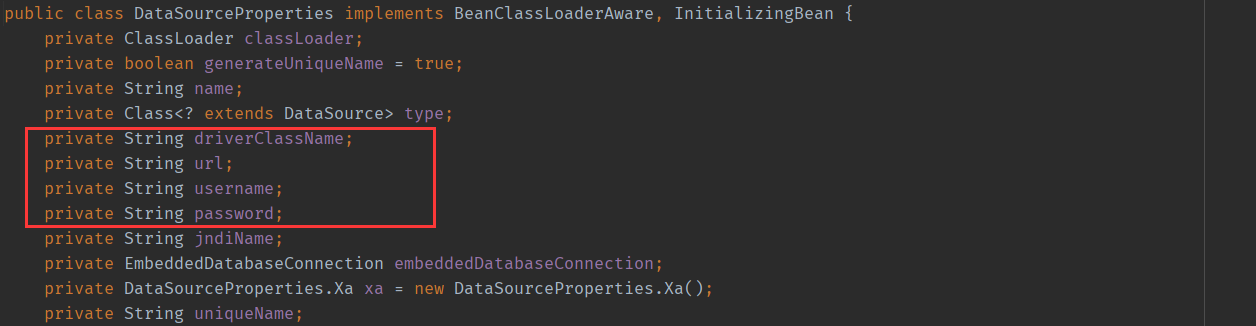 public class DataSourceProperties implements BeanClassLoaderAware, InitializingBean {
    private ClassLoader classLoader;
    private boolean generateUniqueName = true;
    private String name;
    private Class<? extends DataSource> type;
    private String driverClassName;
    private String url;
    private String username;
    private String password;
    private String jndiName;
    private EmbeddedDatabaseConnection embeddedDatabaseConnection;
    private DataSourceProperties.Xa xa = new DataSourceProperties.Xa();
    private String uniqueName;